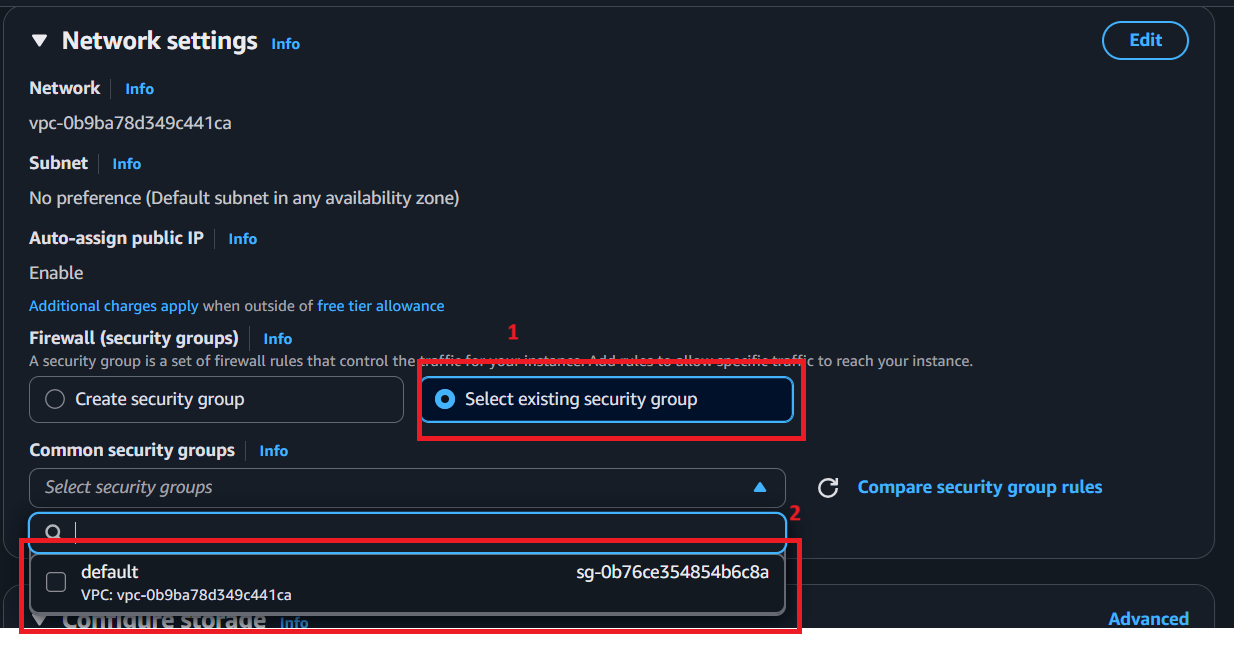 Network settings Info Edit
Network Info
vpc-0b9ba78d349c441ca
Subnet Info
No preference (Default subnet in any availability zone)
Auto-assign public IP Info
Enable
Additional charges apply when outside of free tier allowance
1
Firewall (security groups) Info
A security group is a set of firewall rules that control the traffic for your instance. Add rules to allow specific traffic to reach your instance.
Create security group Select existing security group
Common security groups Info
Select security groups Compare security group rules
2
default sg-0b76ce354854b6c8a
VPC: vpc-0b9ba78d349c441ca
Configure storage Info Advanced